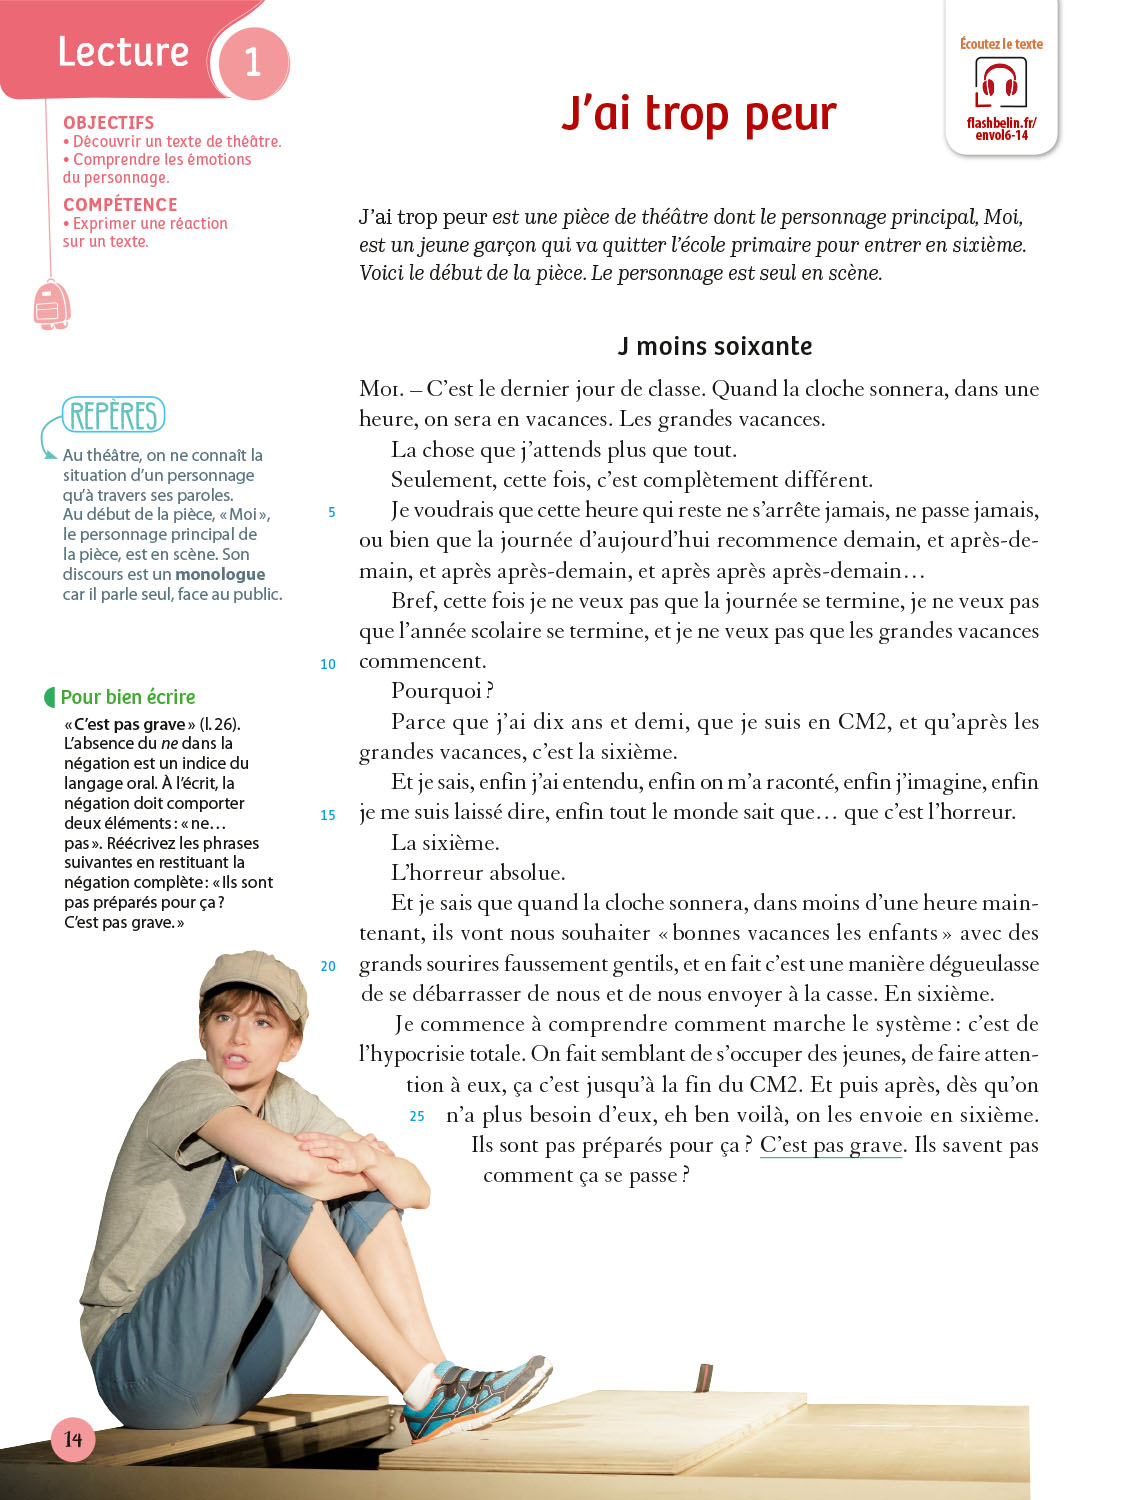 Lecture 1
Écoutez le texte
flashbelin.fr/
envol6-14
J'ai trop peur
OBJECTIFS
• Découvrir un texte de théâtre.
• Comprendre les émotions
du personnage.
COMPÉTENCE
• Exprimer une réaction
sur un texte.
J'ai trop peur est une pièce de théâtre dont le personnage principal, Moi,
est un jeune garçon qui va quitter l'école primaire pour entrer en sixième.
Voici le début de la pièce. Le personnage est seul en scène.
REPÈRES
Au théâtre, on ne connaît la
situation d'un personnage
qu'à travers ses paroles.
Au début de la pièce, « Moi »,
le personnage principal de
la pièce, est en scène. Son
discours est un monologue
car il parle seul, face au public.
Pour bien écrire
« C'est pas grave » (l. 26).
L'absence du ne dans la
négation est un indice du
langage oral. À l'écrit, la
négation doit comporter
deux éléments : « ne…
pas ». Réécrivez les phrases
suivantes en restituant la
négation complète : « Ils sont
pas préparés pour ça ?
C'est pas grave. »
J moins soixante
MOI. – C'est le dernier jour de classe. Quand la cloche sonnera, dans une
heure, on sera en vacances. Les grandes vacances.
La chose que j'attends plus que tout.
Seulement, cette fois, c'est complètement différent.
5 Je voudrais que cette heure qui reste ne s'arrête jamais, ne passe jamais,
ou bien que la journée d'aujourd'hui recommence demain, et après-de-
main, et après après-demain, et après après après-demain…
Bref, cette fois je ne veux pas que la journée se termine, je ne veux pas
que l'année scolaire se termine, et je ne veux pas que les grandes vacances
10 commencent.
Pourquoi ?
Parce que j'ai dix ans et demi, que je suis en CM2, et qu'après les
grandes vacances, c'est la sixième.
Et je sais, enfin j'ai entendu, enfin on m'a raconté, enfin j'imagine, enfin
15 je me suis laissé dire, enfin tout le monde sait que… que c'est l'horreur.
La sixième.
L'horreur absolue.
Et je sais que quand la cloche sonnera, dans moins d'une heure main-
tenant, ils vont nous souhaiter « bonnes vacances les enfants » avec des
20 grands sourires faussement gentils, et en fait c'est une manière dégueulasse
de se débarrasser de nous et de nous envoyer à la casse. En sixième.
Je commence à comprendre comment marche le système : c'est de
l'hypocrisie totale. On fait semblant de s'occuper des jeunes, de faire atten-
tion à eux, ça c'est jusqu'à la fin du CM2. Et puis après, dès qu'on
25 n'a plus besoin d'eux, eh ben voilà, on les envoie en sixième.
Ils sont pas préparés pour ça ? C'est pas grave. Ils savent pas
comment ça se passe ?
14